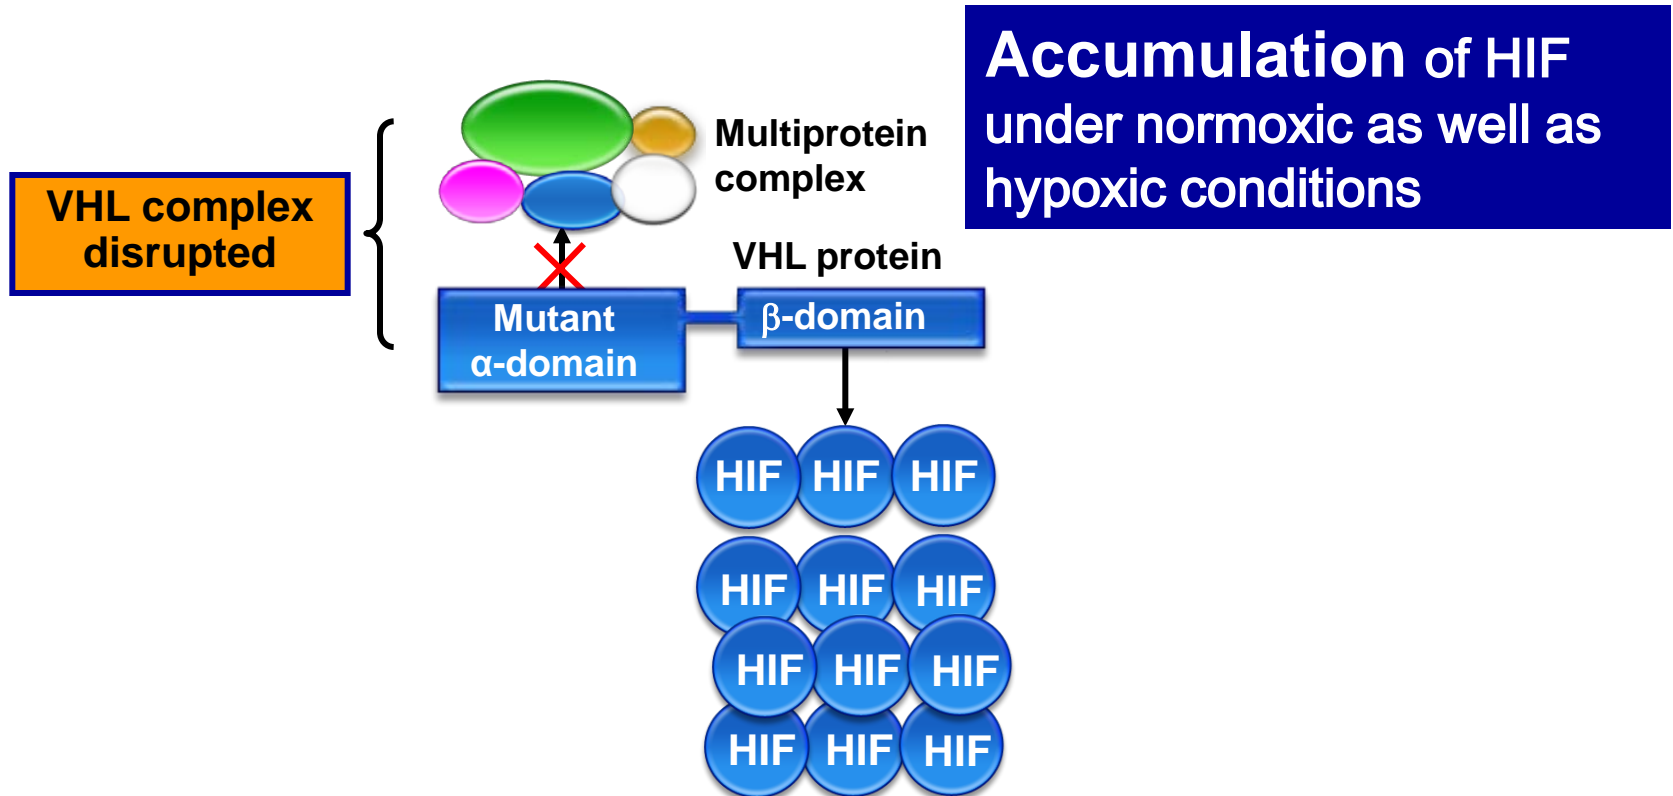 Accumulation of HIF
under normoxic as well as
hypoxic conditions
Multiprotein
complex
VHL complex
disrupted
VHL protein
Mutant
α-domain
β-domain
HIF HIF HIF
HIF HIF HIF
HIF HIF HIF
HIF HIF HIF